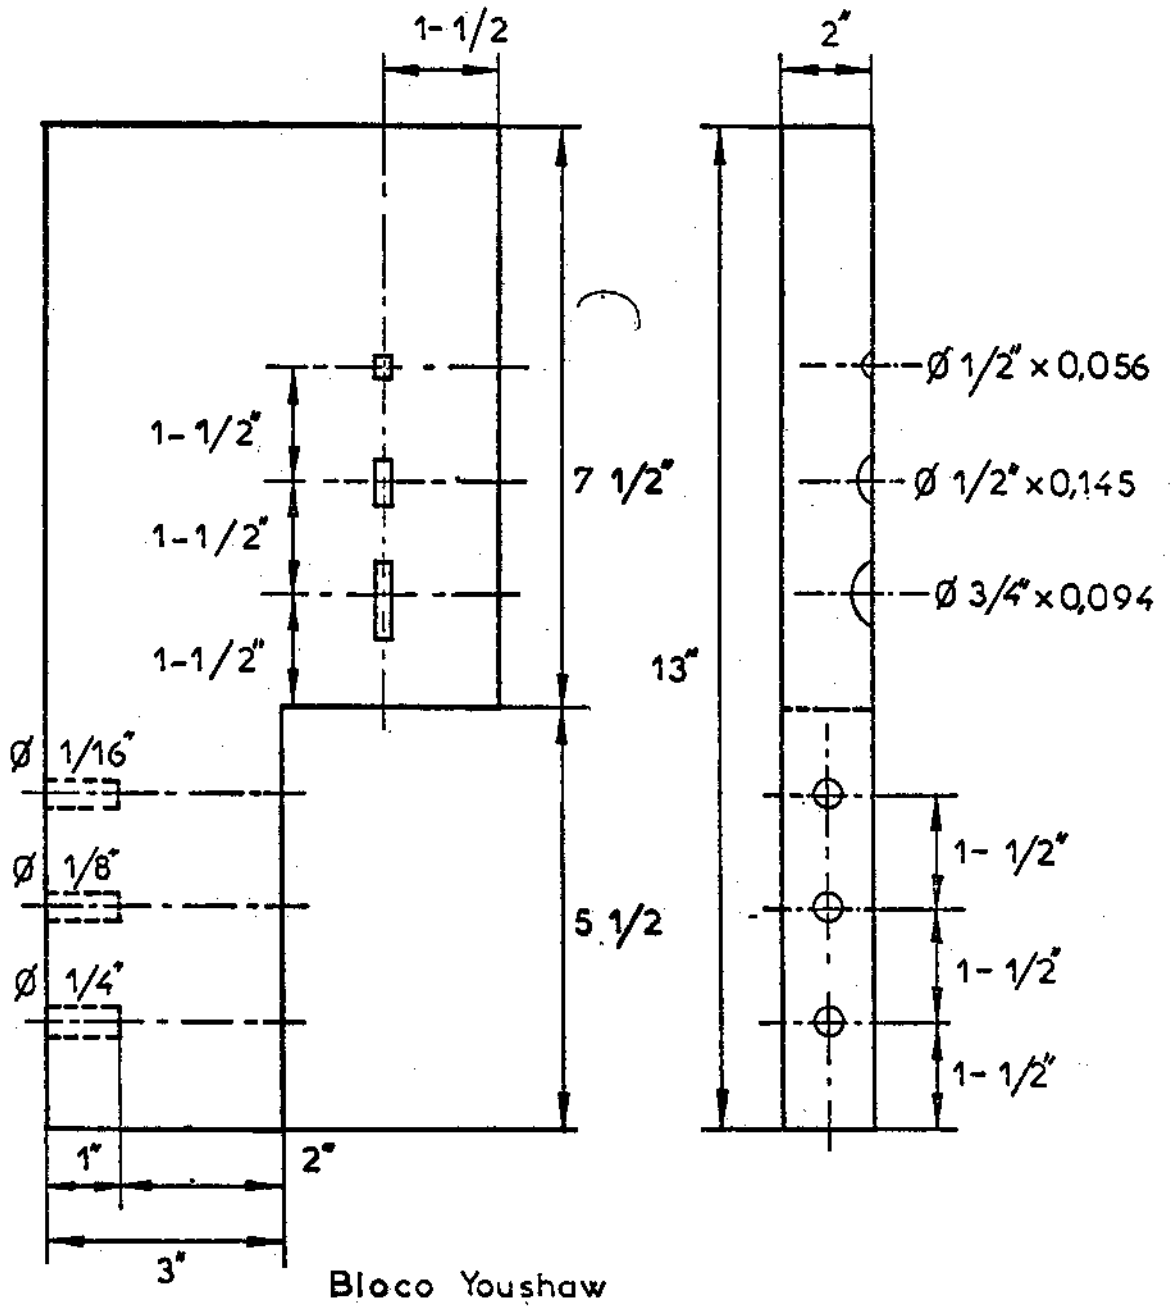 1-1/2
2"
Ø 1/2" x 0,056
1-1/2"
7 1/2"
Ø 1/2" x 0,145
1-1/2"
Ø 3/4" x 0,094
1-1/2"
13"
Ø 1/16"
1-1/2"
Ø 1/8"
5 1/2
1-1/2"
Ø 1/4"
1-1/2"
1"
2"
3"
Bloco Youshaw